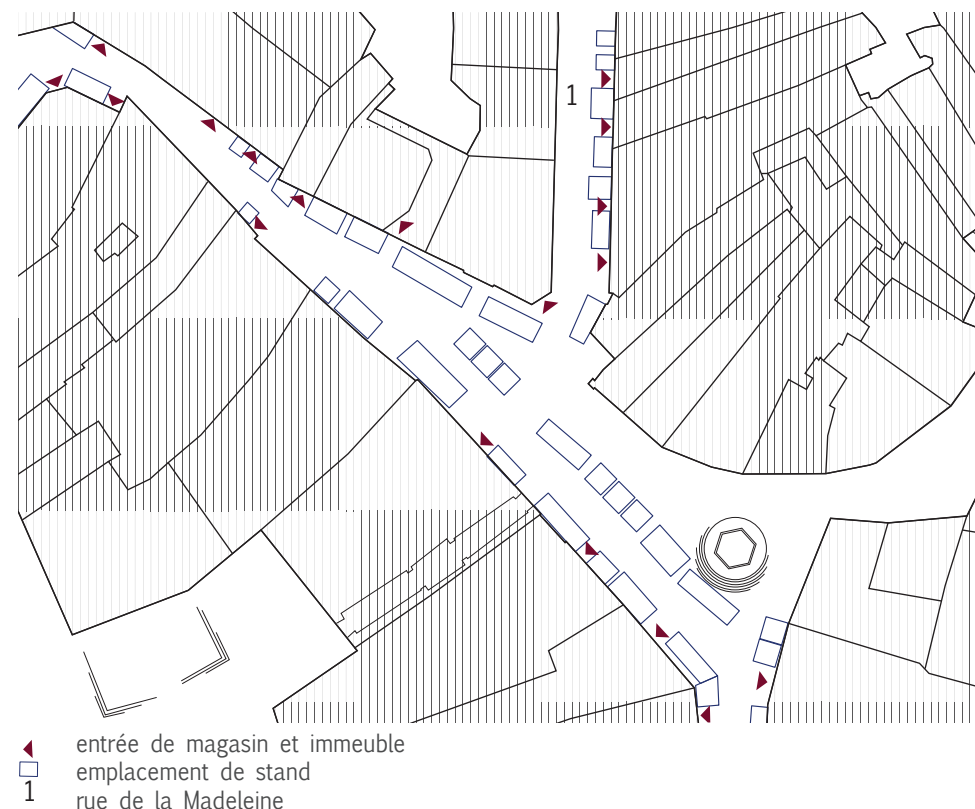 1
entrée de magasin et immeuble
emplacement de stand
1 rue de la Madeleine